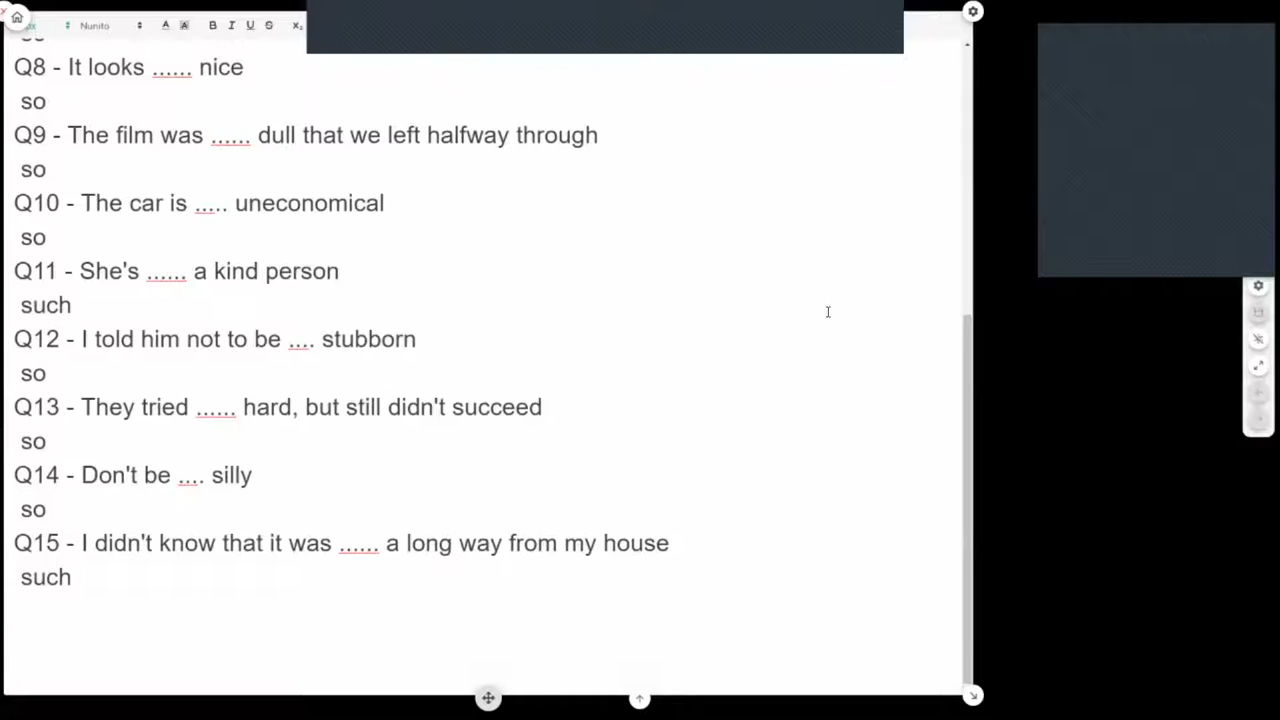 Nunito A A B I U S X₂
Q8 - It looks ...... nice
so
Q9 - The film was ...... dull that we left halfway through
so
Q10 - The car is ..... uneconomical
so
Q11 - She's ...... a kind person
such
Q12 - I told him not to be .... stubborn
so
Q13 - They tried ...... hard, but still didn't succeed
so
Q14 - Don't be .... silly
so
Q15 - I didn't know that it was ...... a long way from my house
such